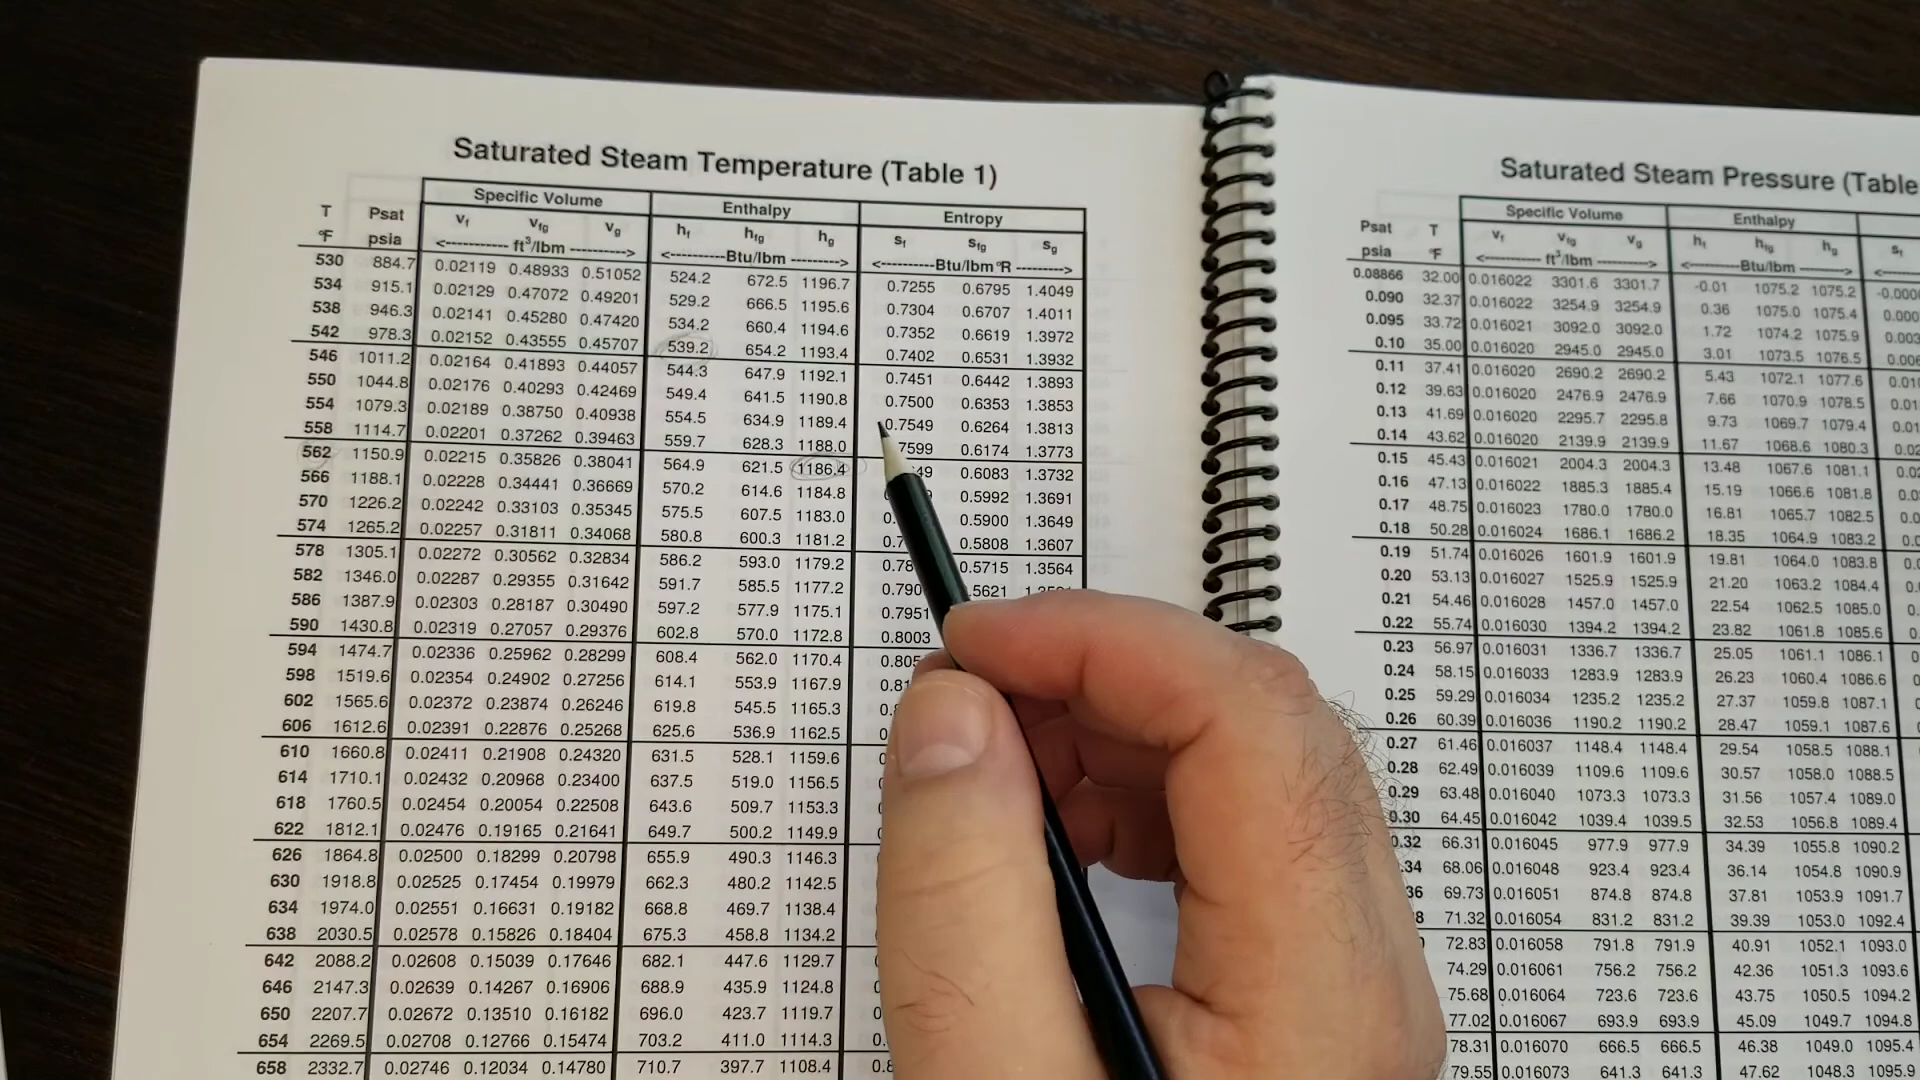 Saturated Steam Temperature (Table 1)
Specific Volume Enthalpy Entropy
T Psat vf vfg vg hf hfg hg sf sfg sg
°F psia <----------- ft³/lbm -----------> <----------Btu/lbm --------> <----------Btu/lbm°R -------->
530 884.7 0.02119 0.48933 0.51052 524.2 672.5 1196.7 0.7255 0.6795 1.4049
534 915.1 0.02129 0.47072 0.49201 529.2 666.5 1195.6 0.7304 0.6707 1.4011
538 946.3 0.02141 0.45280 0.47420 534.2 660.4 1194.6 0.7352 0.6619 1.3972
542 978.3 0.02152 0.43555 0.45707 539.2 654.2 1193.4 0.7402 0.6531 1.3932
546 1011.2 0.02164 0.41893 0.44057 544.3 647.9 1192.1 0.7451 0.6442 1.3893
550 1044.8 0.02176 0.40293 0.42469 549.4 641.5 1190.8 0.7500 0.6353 1.3853
554 1079.3 0.02189 0.38750 0.40938 554.5 634.9 1189.4 0.7549 0.6264 1.3813
558 1114.7 0.02201 0.37262 0.39463 559.7 628.3 1188.0 7599 0.6174 1.3773
562 1150.9 0.02215 0.35826 0.38041 564.9 621.5 1186.4 0.6083 1.3732
566 1188.1 0.02228 0.34441 0.36669 570.2 614.6 1184.8 0.5992 1.3691
570 1226.2 0.02242 0.33103 0.35345 575.5 607.5 1183.0 0.5900 1.3649
574 1265.2 0.02257 0.31811 0.34068 580.8 600.3 1181.2 0.5808 1.3607
578 1305.1 0.02272 0.30562 0.32834 586.2 593.0 1179.2 0.5715 1.3564
582 1346.0 0.02287 0.29355 0.31642 591.7 585.5 1177.2 .5621
586 1387.9 0.02303 0.28187 0.30490 597.2 577.9 1175.1 0.7951
590 1430.8 0.02319 0.27057 0.29376 602.8 570.0 1172.8 0.8003
594 1474.7 0.02336 0.25962 0.28299 608.4 562.0 1170.4
598 1519.6 0.02354 0.24902 0.27256 614.1 553.9 1167.9
602 1565.6 0.02372 0.23874 0.26246 619.8 545.5 1165.3
606 1612.6 0.02391 0.22876 0.25268 625.6 536.9 1162.5
610 1660.8 0.02411 0.21908 0.24320 631.5 528.1 1159.6
614 1710.1 0.02432 0.20968 0.23400 637.5 519.0 1156.5
618 1760.5 0.02454 0.20054 0.22508 643.6 509.7 1153.3
622 1812.1 0.02476 0.19165 0.21641 649.7 500.2 1149.9
626 1864.8 0.02500 0.18299 0.20798 655.9 490.3 1146.3
630 1918.8 0.02525 0.17454 0.19979 662.3 480.2 1142.5
634 1974.0 0.02551 0.16631 0.19182 668.8 469.7 1138.4
638 2030.5 0.02578 0.15826 0.18404 675.3 458.8 1134.2
642 2088.2 0.02608 0.15039 0.17646 682.1 447.6 1129.7
646 2147.3 0.02639 0.14267 0.16906 688.9 435.9 1124.8
650 2207.7 0.02672 0.13510 0.16182 696.0 423.7 1119.7
654 2269.5 0.02708 0.12766 0.15474 703.2 411.0 1114.3
658 2332.7 0.02746 0.12034 0.14780 710.7 397.7 1108.4
Saturated Steam Pressure (Table
Specific Volume Enthalpy
Psat T vf vfg vg hf hfg hg
psia °F <----------- ft³/lbm -----------> <----------Btu/lbm -------->
0.08866 32.00 0.016022 3301.6 3301.7 -0.01 1075.2 1075.2
0.090 32.37 0.016022 3254.9 3254.9 0.36 1075.0 1075.4
0.095 33.72 0.016021 3092.0 3092.0 1.72 1074.2 1075.9
0.10 35.00 0.016020 2945.0 2945.0 3.01 1073.5 1076.5
0.11 37.41 0.016020 2690.2 2690.2 5.43 1072.1 1077.6
0.12 39.63 0.016020 2476.9 2476.9 7.66 1070.9 1078.5
0.13 41.69 0.016020 2295.7 2295.8 9.73 1069.7 1079.4
0.14 43.62 0.016020 2139.9 2139.9 11.67 1068.6 1080.3
0.15 45.43 0.016021 2004.3 2004.3 13.48 1067.6 1081.1
0.16 47.13 0.016022 1885.3 1885.4 15.19 1066.6 1081.8
0.17 48.75 0.016023 1780.0 1780.0 16.81 1065.7 1082.5
0.18 50.28 0.016024 1686.1 1686.2 18.35 1064.9 1083.2
0.19 51.74 0.016026 1601.9 1601.9 19.81 1064.0 1083.8
0.20 53.13 0.016027 1525.9 1525.9 21.20 1063.2 1084.4
0.21 54.46 0.016028 1457.0 1457.0 22.54 1062.5 1085.0
0.22 55.74 0.016030 1394.2 1394.2 23.82 1061.8 1085.6
0.23 56.97 0.016031 1336.7 1336.7 25.05 1061.1 1086.1
0.24 58.15 0.016033 1283.9 1283.9 26.23 1060.4 1086.6
0.25 59.29 0.016034 1235.2 1235.2 27.37 1059.8 1087.1
0.26 60.39 0.016036 1190.2 1190.2 28.47 1059.1 1087.6
0.27 61.46 0.016037 1148.4 1148.4 29.54 1058.5 1088.1
0.28 62.49 0.016039 1109.6 1109.6 30.57 1058.0 1088.5
0.29 63.48 0.016040 1073.3 1073.3 31.56 1057.4 1089.0
0.30 64.45 0.016042 1039.4 1039.5 32.53 1056.8 1089.4
0.32 66.31 0.016045 977.9 977.9 34.39 1055.8 1090.2
.34 68.06 0.016048 923.4 923.4 36.14 1054.8 1090.9
36 69.73 0.016051 874.8 874.8 37.81 1053.9 1091.7
8 71.32 0.016054 831.2 831.2 39.39 1053.0 1092.4
72.83 0.016058 791.8 791.9 40.91 1052.1 1093.0
74.29 0.016061 756.2 756.2 42.36 1051.3 1093.6
75.68 0.016064 723.6 723.6 43.75 1050.5 1094.2
77.02 0.016067 693.9 693.9 45.09 1049.7 1094.8
78.31 0.016070 666.5 666.5 46.38 1049.0 1095.4
79.55 0.016073 641.3 641.3 47.62 1048.3 1095.9